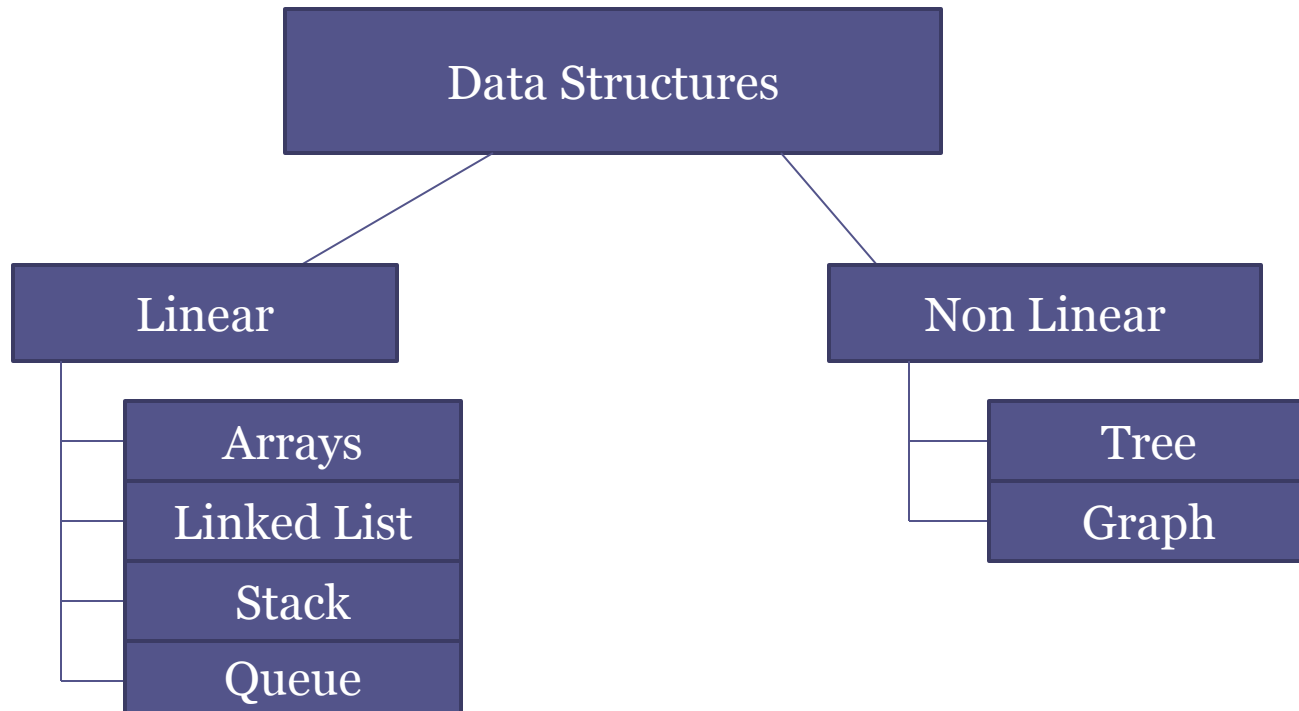 Data Structures
Linear
Non Linear
Arrays
Linked List
Stack
Queue
Tree
Graph